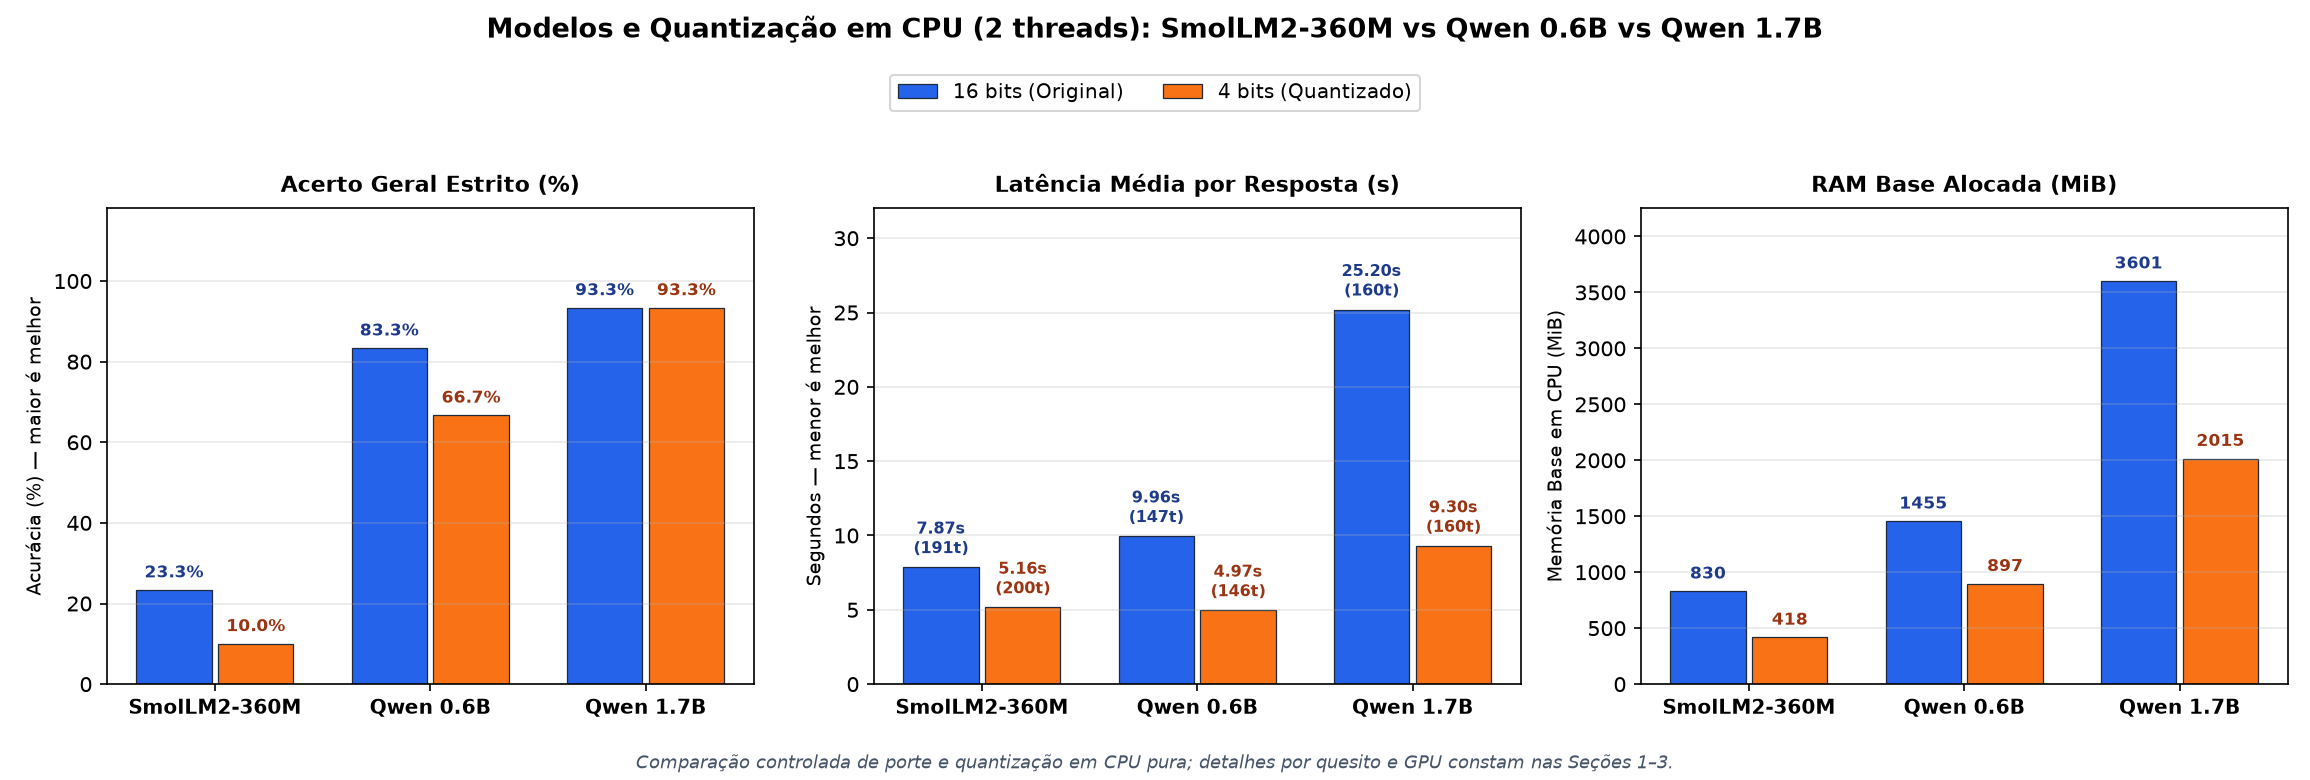 Modelos e Quantização em CPU (2 threads): SmolLM2-360M vs Qwen 0.6B vs Qwen 1.7B
16 bits (Original)
4 bits (Quantizado)
Acerto Geral Estrito (%)
Acurácia (%) — maior é melhor
100
80
60
40
20
0
23.3%
10.0%
83.3%
66.7%
93.3%
93.3%
SmolLM2-360M
Qwen 0.6B
Qwen 1.7B
Latência Média por Resposta (s)
Segundos — menor é melhor
30
25
20
15
10
5
0
7.87s
(191t)
5.16s
(200t)
9.96s
(147t)
4.97s
(146t)
25.20s
(160t)
9.30s
(160t)
SmolLM2-360M
Qwen 0.6B
Qwen 1.7B
RAM Base Alocada (MiB)
Memória Base em CPU (MiB)
4000
3500
3000
2500
2000
1500
1000
500
0
830
418
1455
897
3601
2015
SmolLM2-360M
Qwen 0.6B
Qwen 1.7B
Comparação controlada de porte e quantização em CPU pura; detalhes por quesito e GPU constam nas Seções 1–3.